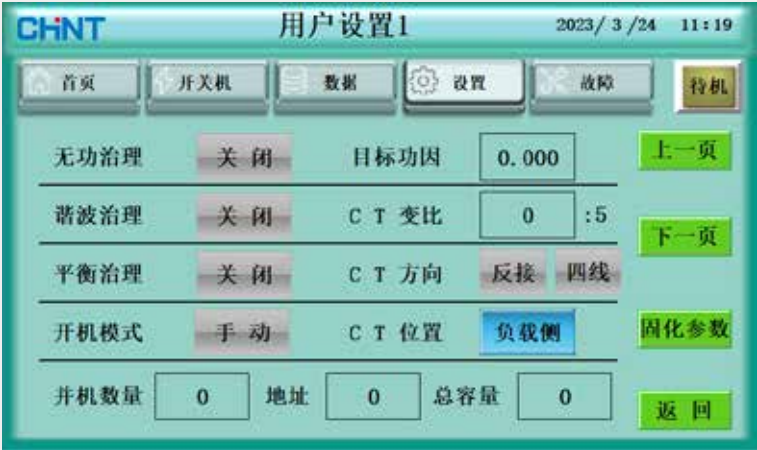 CHINT 用户设置1 2023/ 3 /24 11:19
首页 开关机 数据 设置 故障 待机
无功治理 关 闭 目标功因 0.000 上一页
谐波治理 关 闭 C T 变比 0 :5
下一页
平衡治理 关 闭 C T 方向 反接 四线
开机模式 手 动 C T 位置 负载侧 固化参数
并机数量 0 地址 0 总容量 0 返 回